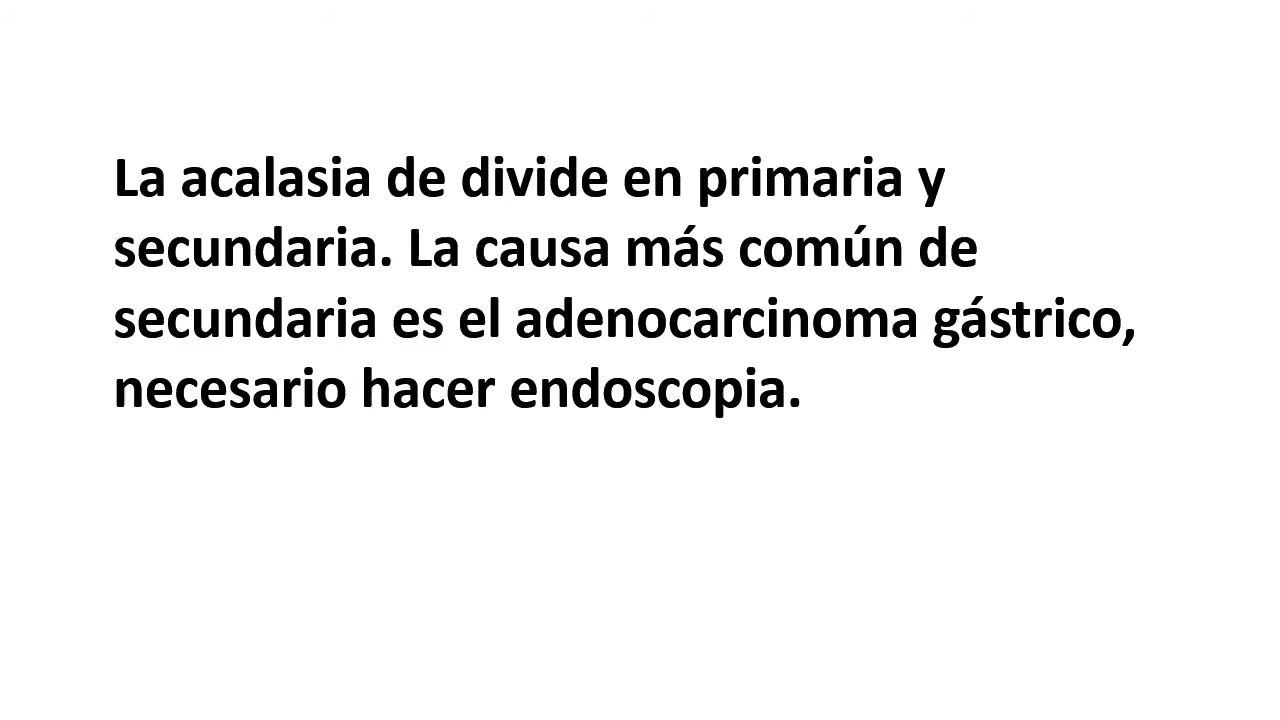 La acalasia de divide en primaria y
secundaria. La causa más común de
secundaria es el adenocarcinoma gástrico,
necesario hacer endoscopia.